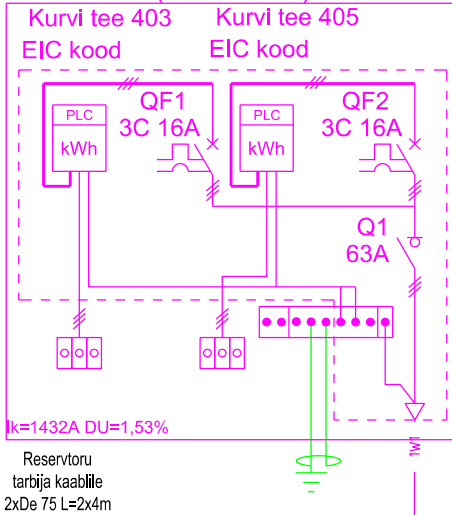 Kurvi tee 403
EIC kood
Kurvi tee 405
EIC kood
PLC
kWh
QF1
3C 16A
PLC
kWh
QF2
3C 16A
Q1
63A
Ik=1432A DU=1,53%
1W1
Reservtoru
tarbija kaablile
2xDe 75 L=2x4m